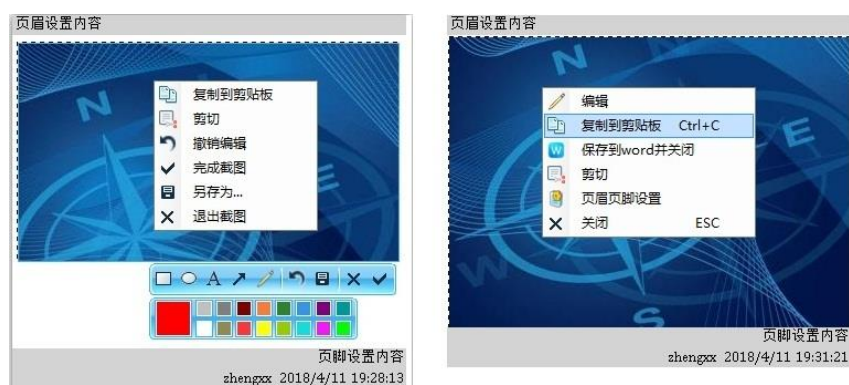 页眉设置内容
N
E
复制到剪贴板
剪切
撤销编辑
完成截图
另存为...
退出截图
A
页脚设置内容
zhengxx 2018/4/11 19:28:13
页眉设置内容
N
E
W
S
编辑
复制到剪贴板 Ctrl+C
W 保存到word并关闭
剪切
页眉页脚设置
关闭 ESC
页脚设置内容
zhengxx 2018/4/11 19:31:21